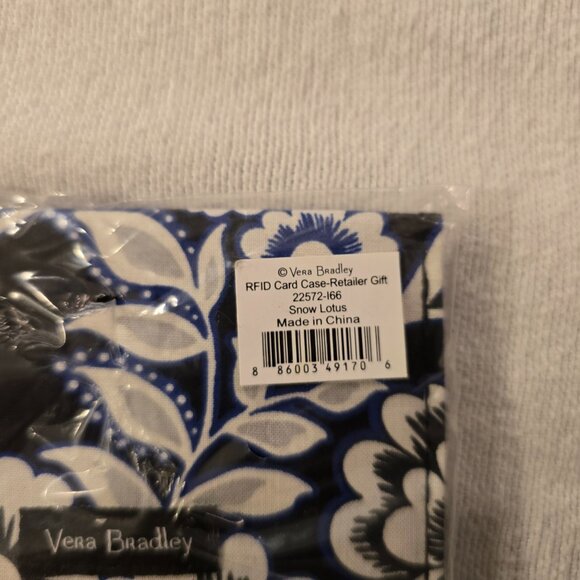 © Vera Bradley
RFID Card Case-Retailer Gift
22572-I66
Snow Lotus
Made in China
8 86003 49170 6
Vera Bradley